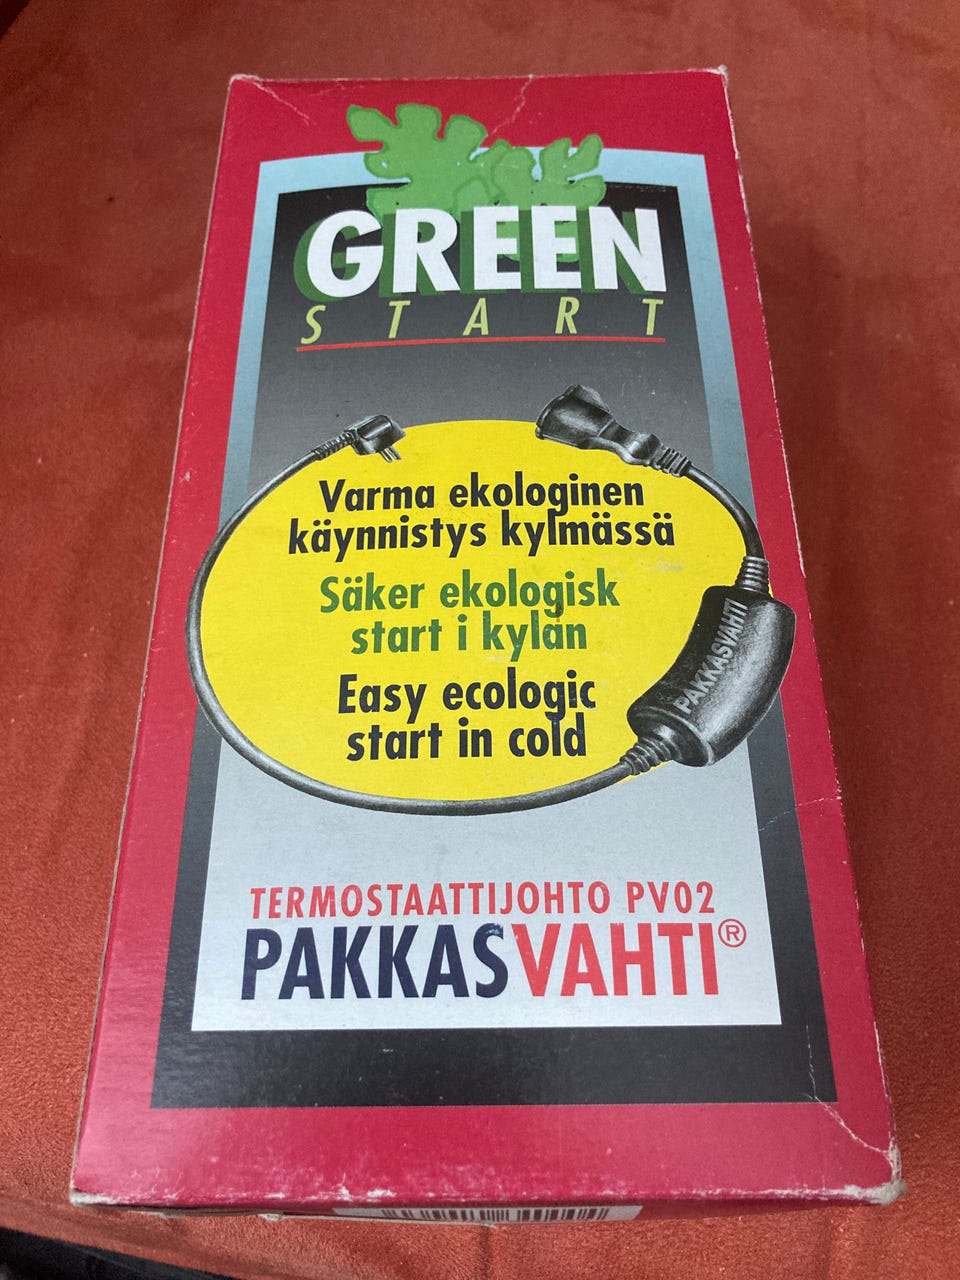 GREEN
START
Varma ekologinen
käynnistys kylmässä
Säker ekologisk
start i kylan
Easy ecologic
start in cold
PAKKASVAHTI
TERMOSTAATTIJOHTO PV02
PAKKASVAHTI®